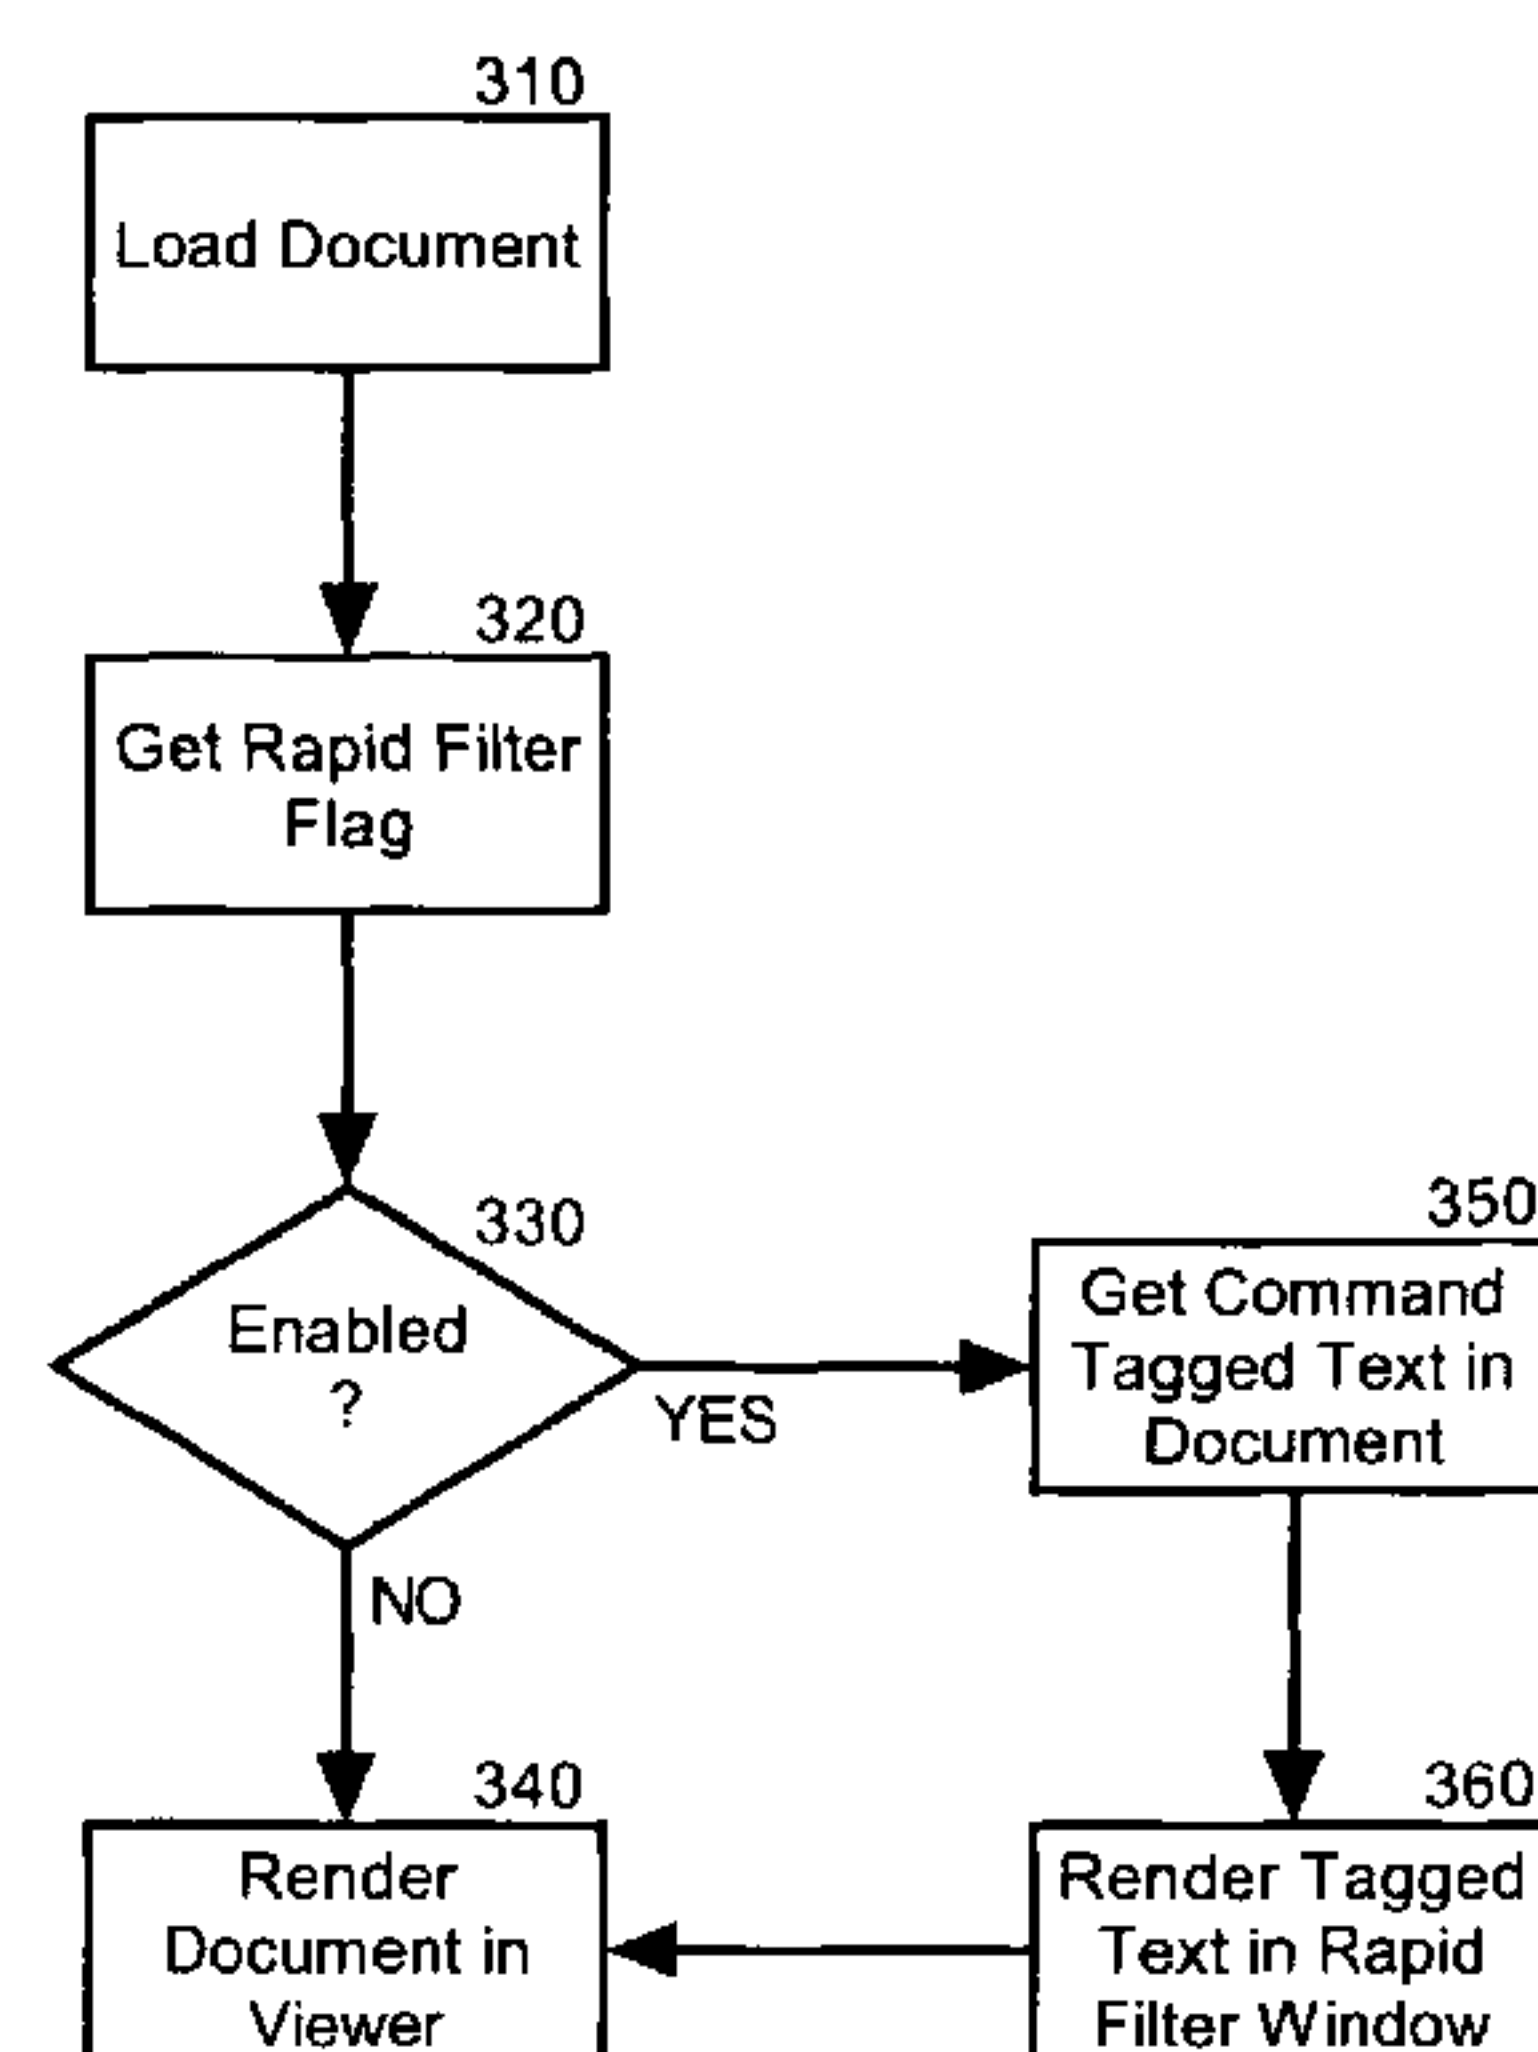 310
Load Document
320
Get Rapid Filter
Flag
330
Enabled
?
YES
NO
350
Get Command
Tagged Text in
Document
340
Render
Document in
Viewer
360
Render Tagged
Text in Rapid
Filter Window